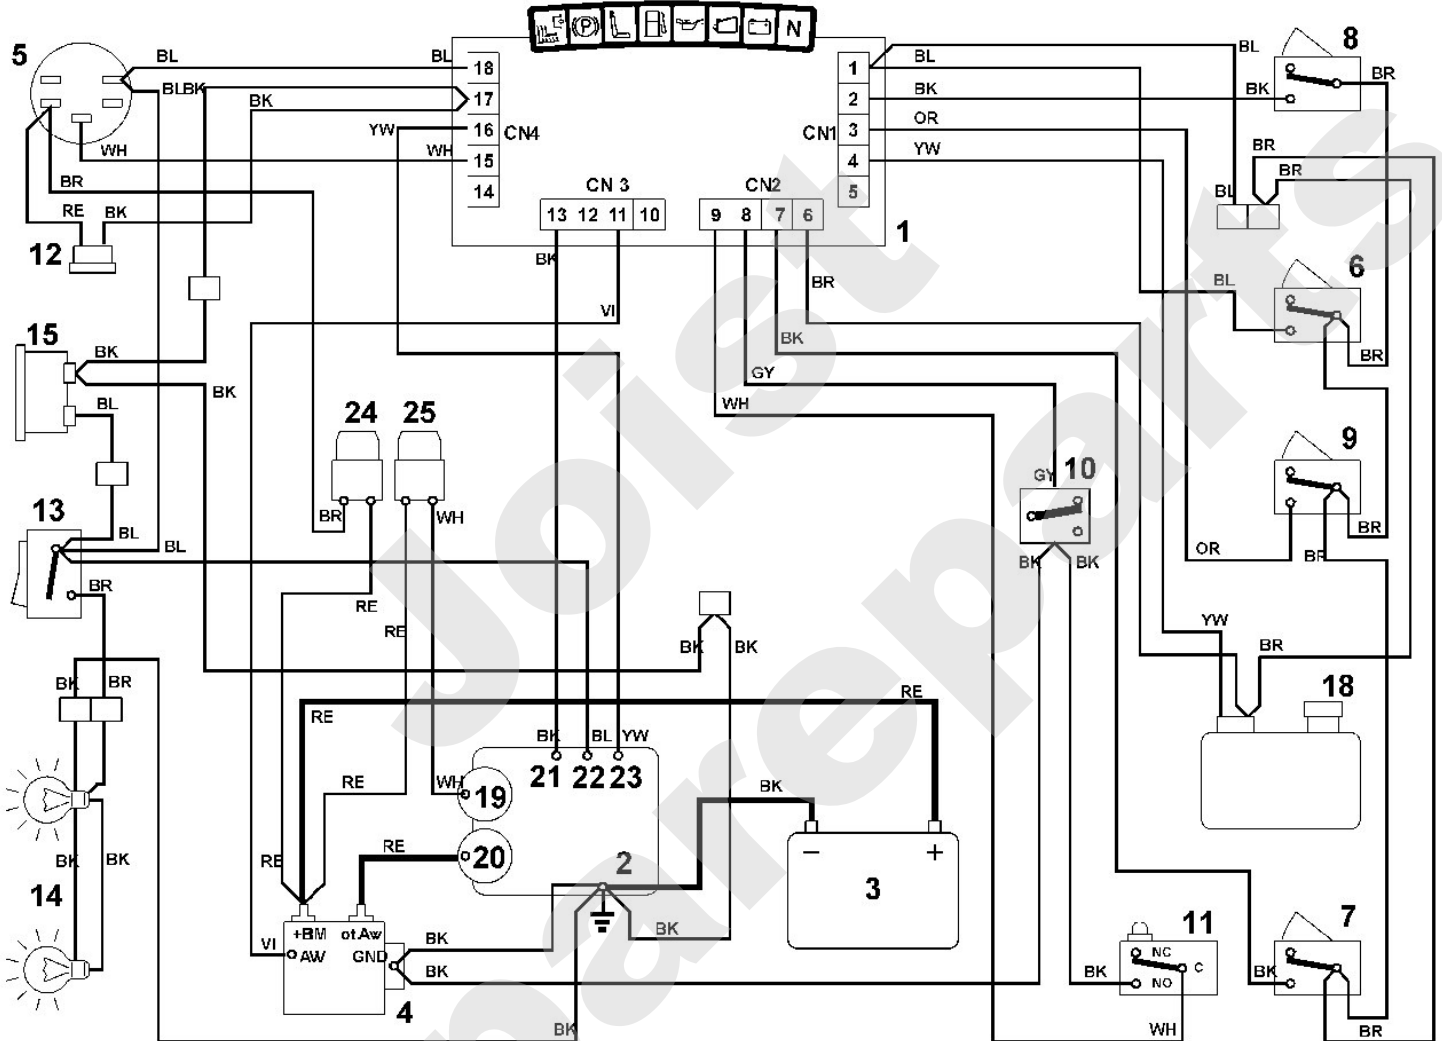 P N
5 BL BL 18 1 BL BL 8
BLBK BK 17 2 BK BK BR
YW 16 CN4 CN1 3 OR
WH WH 15 4 YW BR
BR 14 CN 3 CN2 5 BR
RE BK 13 12 11 10 9 8 7 6 BL
12 1
BK BR BL 6
VI
15 BK BK BR
BK GY
BL WH
24 25 9
GY 10
13 BR WH
BL BL OR BR BR
BK BK
BR RE
RE YW
BK BK BR
BK BR RE 18
RE
BK BL YW
21 22 23
RE WH 19 BK
BK BK RE 20 2 - +
RE 3
14
+BM ot.Aw BK 11 7
VI AW GND BK NC C
BK BK NO BK
4
BK WH BR
Joist
spareparts